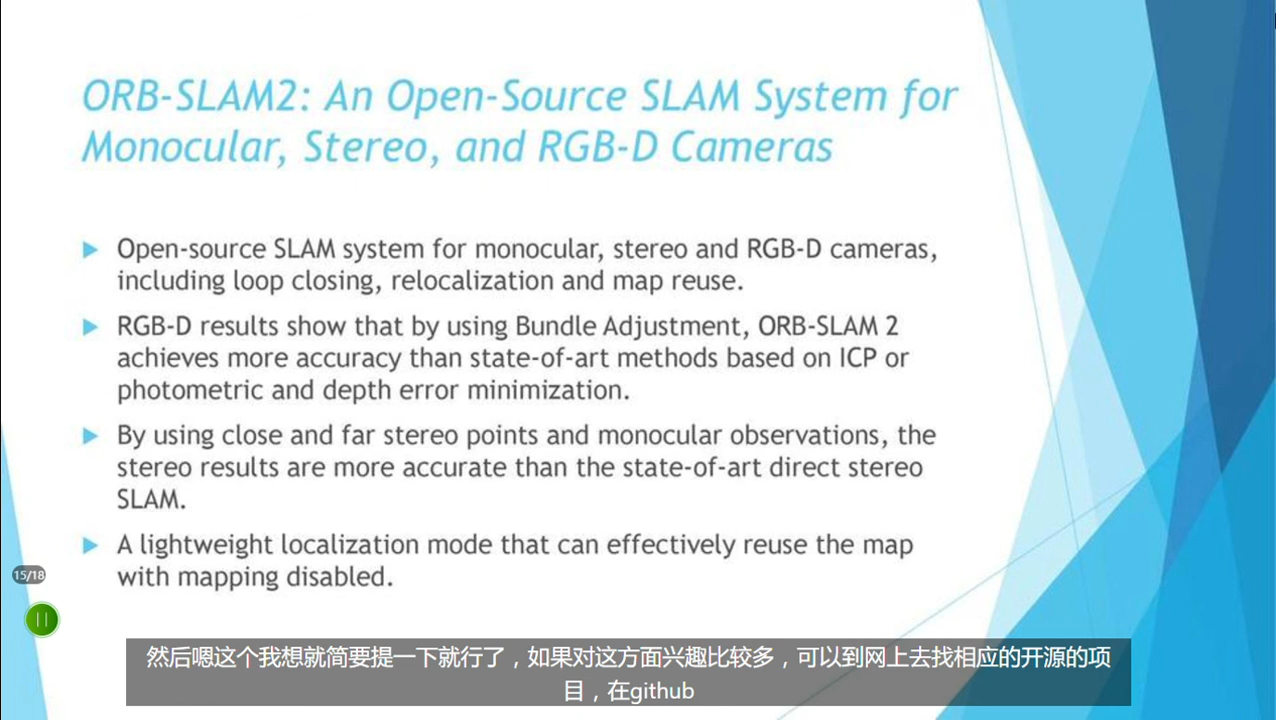 ORB-SLAM2: An Open-Source SLAM System for
Monocular, Stereo, and RGB-D Cameras
Open-source SLAM system for monocular, stereo and RGB-D cameras,
including loop closing, relocalization and map reuse.
RGB-D results show that by using Bundle Adjustment, ORB-SLAM 2
achieves more accuracy than state-of-art methods based on ICP or
photometric and depth error minimization.
By using close and far stereo points and monocular observations, the
stereo results are more accurate than the state-of-art direct stereo
SLAM.
A lightweight localization mode that can effectively reuse the map
with mapping disabled.
15/18
然后嗯这个我想就简要提一下就行了，如果对这方面兴趣比较多，可以到网上去找相应的开源的项
目，在github